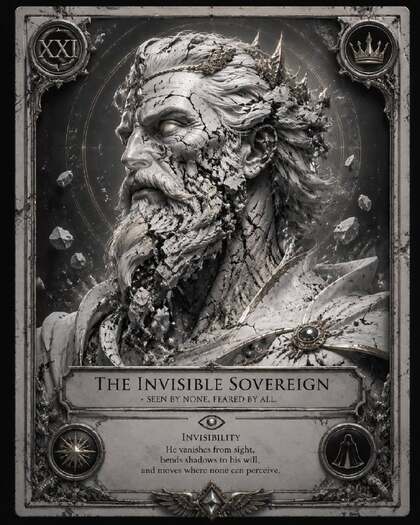 XXI
THE INVISIBLE SOVEREIGN
- SEEN BY NONE. FEARED BY ALL.
INVISIBILITY
He vanishes from sight,
bends shadows to his will,
and moves where none can perceive.